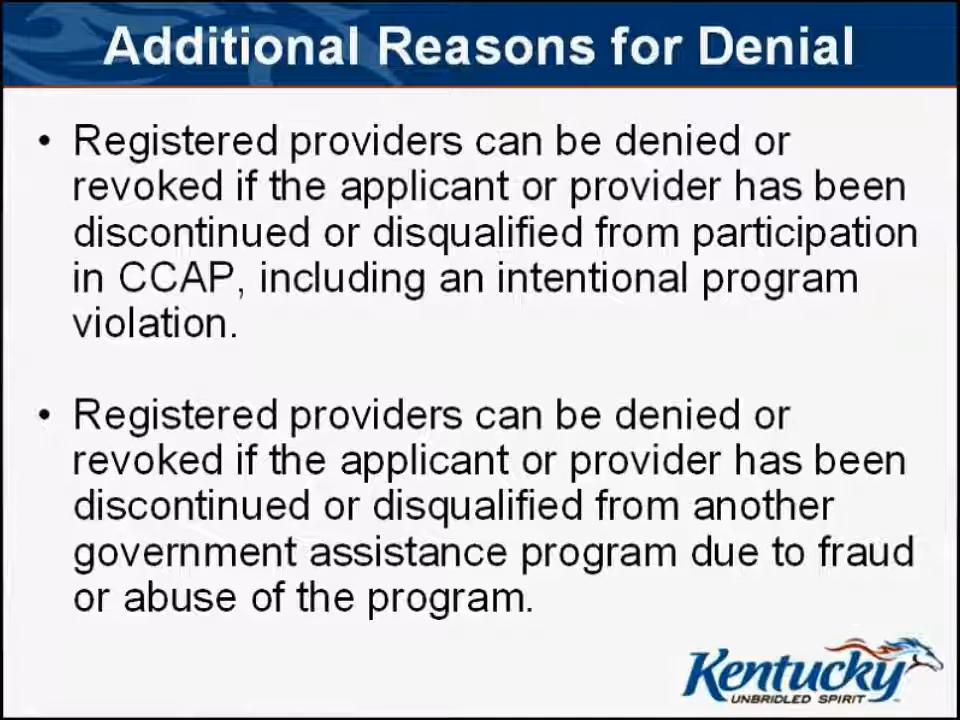 Additional Reasons for Denial
• Registered providers can be denied or
revoked if the applicant or provider has been
discontinued or disqualified from participation
in CCAP, including an intentional program
violation.
• Registered providers can be denied or
revoked if the applicant or provider has been
discontinued or disqualified from another
government assistance program due to fraud
or abuse of the program.
Kentucky
UNBRIDLED SPIRIT